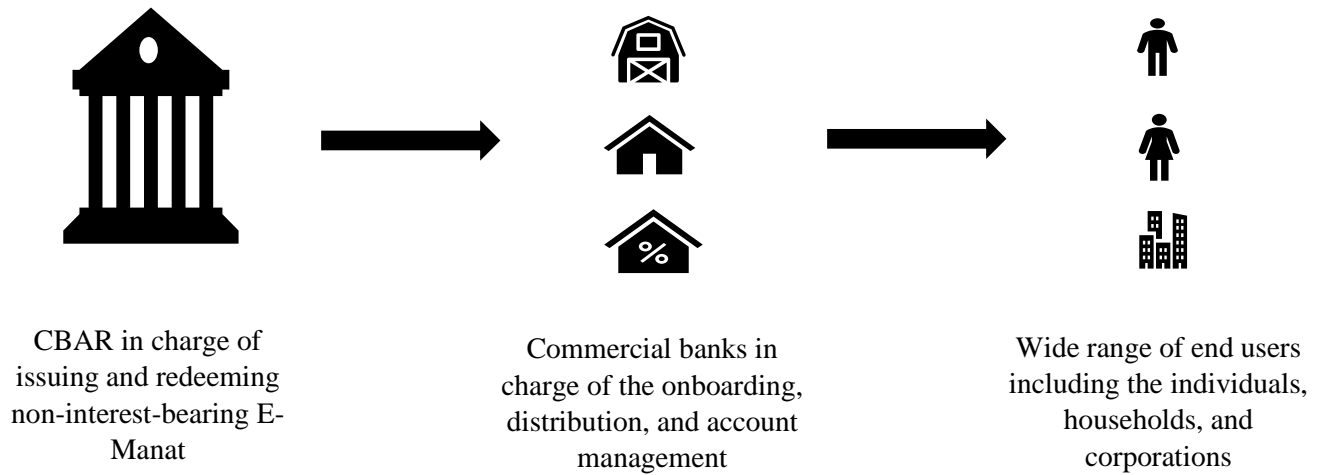 %
CBAR in charge of
issuing and redeeming
non-interest-bearing E-
Manat
Commercial banks in
charge of the onboarding,
distribution, and account
management
Wide range of end users
including the individuals,
households, and
corporations